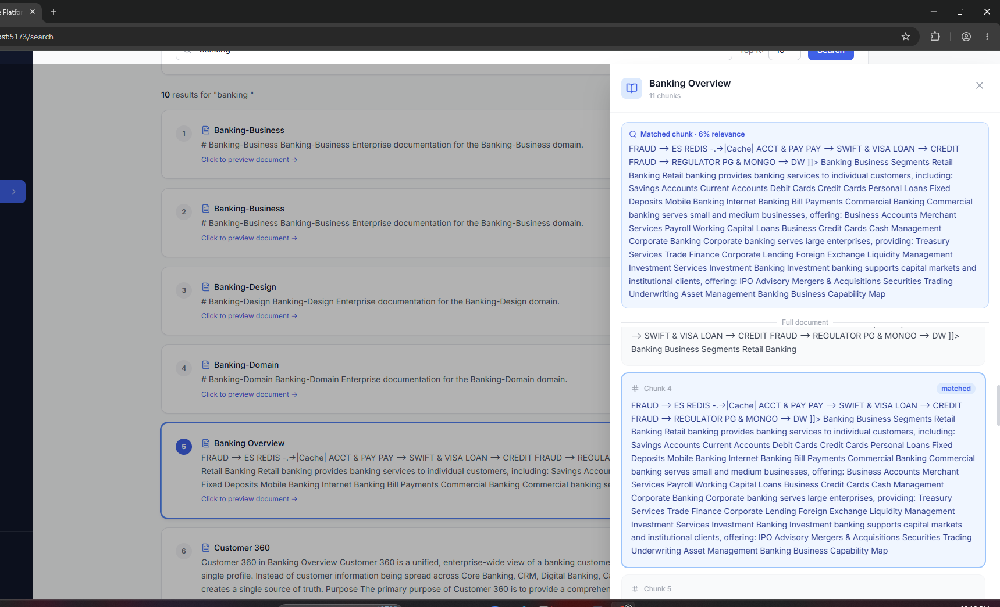 e Platfo
ost:5173/search
banking
Top K:
10
Search
10 results for "banking "
1
Banking-Business
# Banking-Business Banking-Business Enterprise documentation for the Banking-Business domain.
Click to preview document →
2
Banking-Business
# Banking-Business Banking-Business Enterprise documentation for the Banking-Business domain.
Click to preview document →
3
Banking-Design
# Banking-Design Banking-Design Enterprise documentation for the Banking-Design domain.
Click to preview document →
4
Banking-Domain
# Banking-Domain Banking-Domain Enterprise documentation for the Banking-Domain domain.
Click to preview document →
5
Banking Overview
FRAUD --> ES REDIS -.->|Cache| ACCT & PAY PAY --> SWIFT & VISA LOAN --> CREDIT FRAUD --> REGULA
Retail Banking Retail banking provides banking services to individual customers, including: Savings Accou
Fixed Deposits Mobile Banking Internet Banking Bill Payments Commercial Banking Commercial banking se
Click to preview document →
6
Customer 360
Customer 360 in Banking Overview Customer 360 is a unified, enterprise-wide view of a banking custome
single profile. Instead of customer information being spread across Core Banking, CRM, Digital Banking, Ca
creates a single source of truth. Purpose The primary purpose of Customer 360 is to provide a comprehen
Banking Overview
11 chunks
Matched chunk · 6% relevance
FRAUD --> ES REDIS -.->|Cache| ACCT & PAY PAY --> SWIFT & VISA LOAN --> CREDIT
FRAUD --> REGULATOR PG & MONGO --> DW ]]> Banking Business Segments Retail
Banking Retail banking provides banking services to individual customers, including:
Savings Accounts Current Accounts Debit Cards Credit Cards Personal Loans Fixed
Deposits Mobile Banking Internet Banking Bill Payments Commercial Banking Commercial
banking serves small and medium businesses, offering: Business Accounts Merchant
Services Payroll Working Capital Loans Business Credit Cards Cash Management
Corporate Banking Corporate banking serves large enterprises, providing: Treasury
Services Trade Finance Corporate Lending Foreign Exchange Liquidity Management
Investment Services Investment Banking Investment banking supports capital markets and
institutional clients, offering: IPO Advisory Mergers & Acquisitions Securities Trading
Underwriting Asset Management Banking Business Capability Map
Full document
--> SWIFT & VISA LOAN --> CREDIT FRAUD --> REGULATOR PG & MONGO --> DW ]]>
Banking Business Segments Retail Banking
# Chunk 4
matched
FRAUD --> ES REDIS -.->|Cache| ACCT & PAY PAY --> SWIFT & VISA LOAN --> CREDIT
FRAUD --> REGULATOR PG & MONGO --> DW ]]> Banking Business Segments Retail
Banking Retail banking provides banking services to individual customers, including:
Savings Accounts Current Accounts Debit Cards Credit Cards Personal Loans Fixed
Deposits Mobile Banking Internet Banking Bill Payments Commercial Banking Commercial
banking serves small and medium businesses, offering: Business Accounts Merchant
Services Payroll Working Capital Loans Business Credit Cards Cash Management
Corporate Banking Corporate banking serves large enterprises, providing: Treasury
Services Trade Finance Corporate Lending Foreign Exchange Liquidity Management
Investment Services Investment Banking Investment banking supports capital markets
and institutional clients, offering: IPO Advisory Mergers & Acquisitions Securities Trading
Underwriting Asset Management Banking Business Capability Map
# Chunk 5